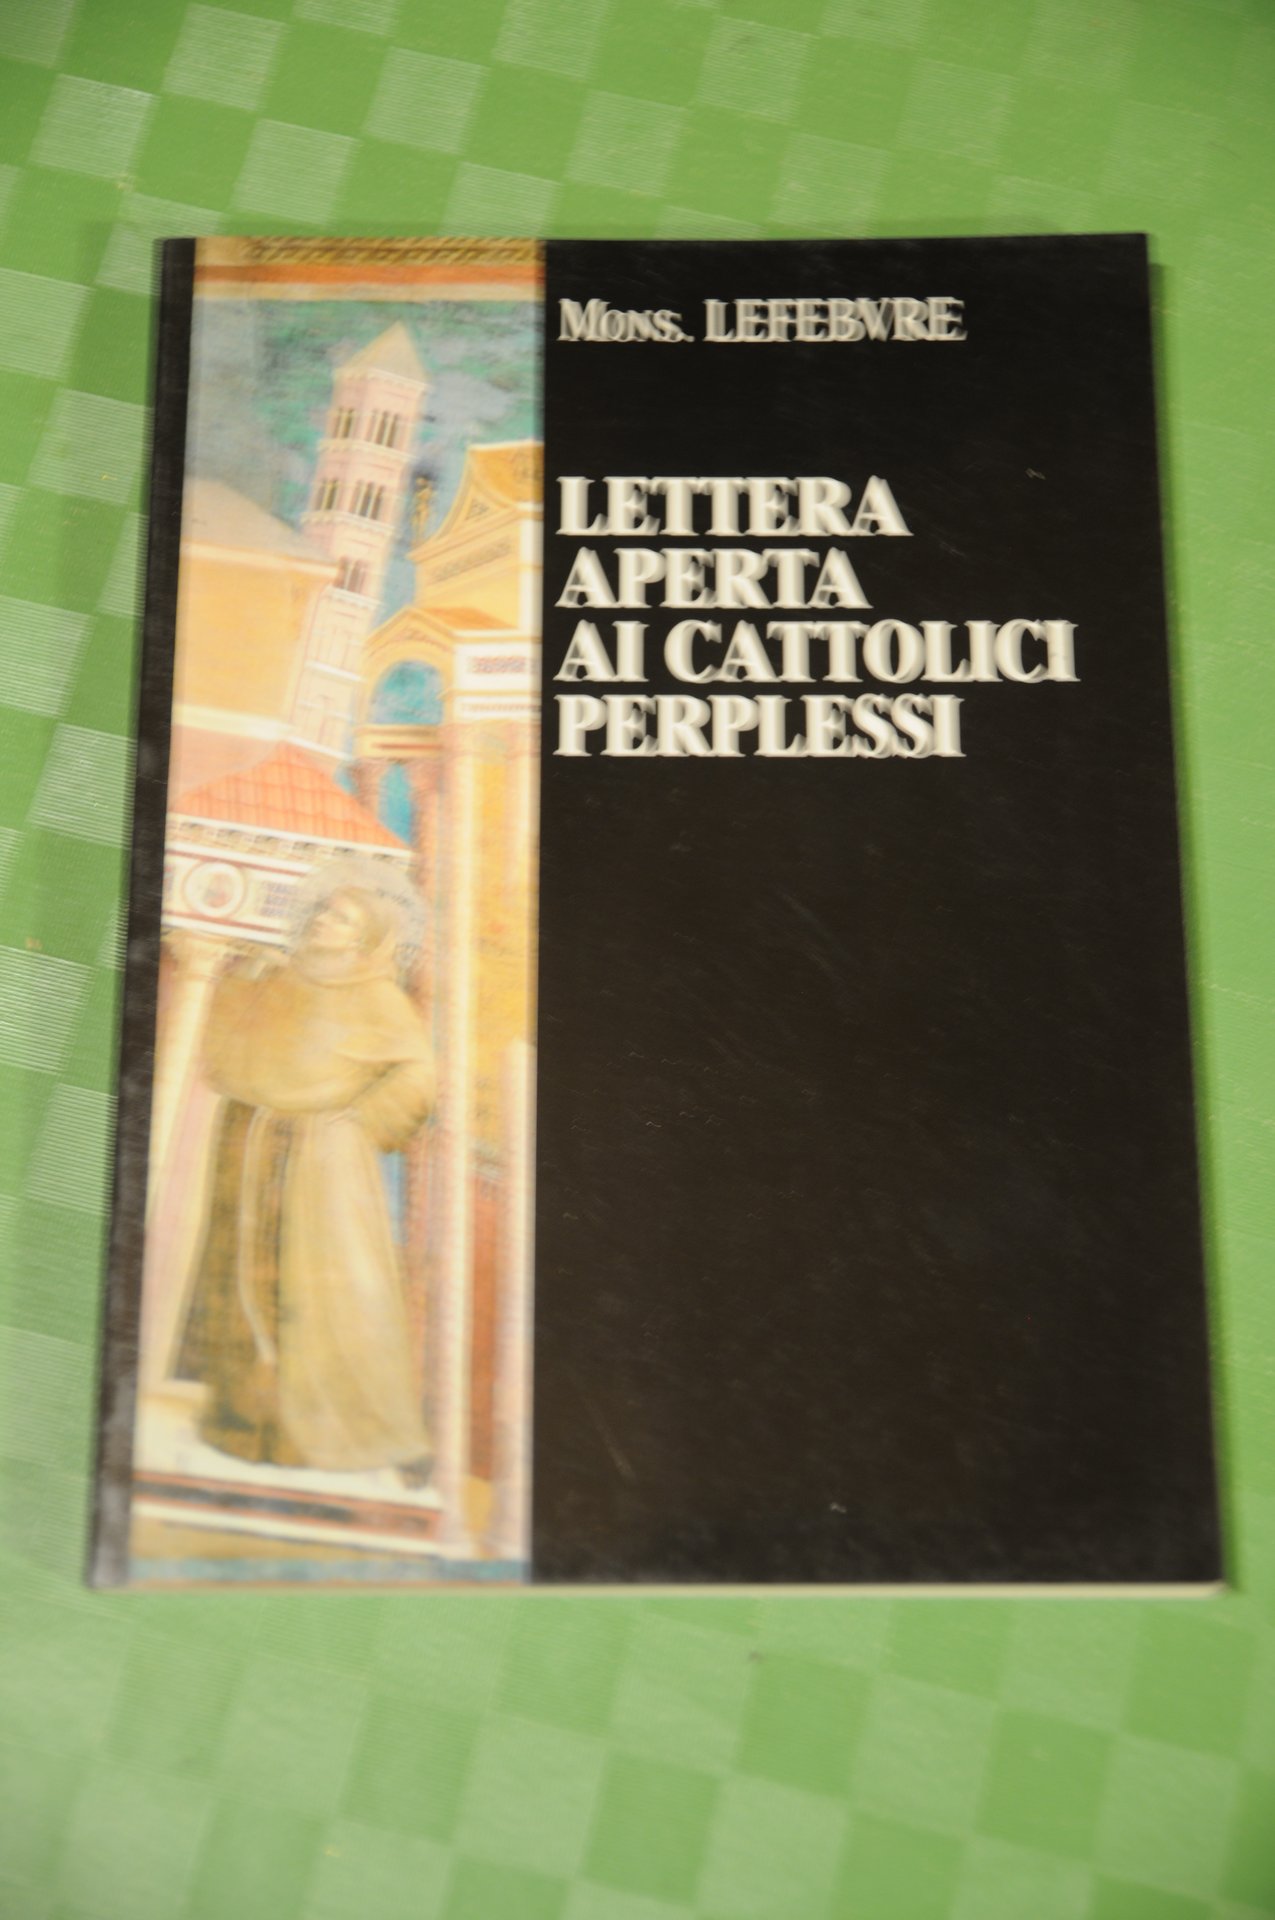 Mons. LEFEBVRE
LETTERA
APERTA
AI CATTOLICI
PERPLESSI